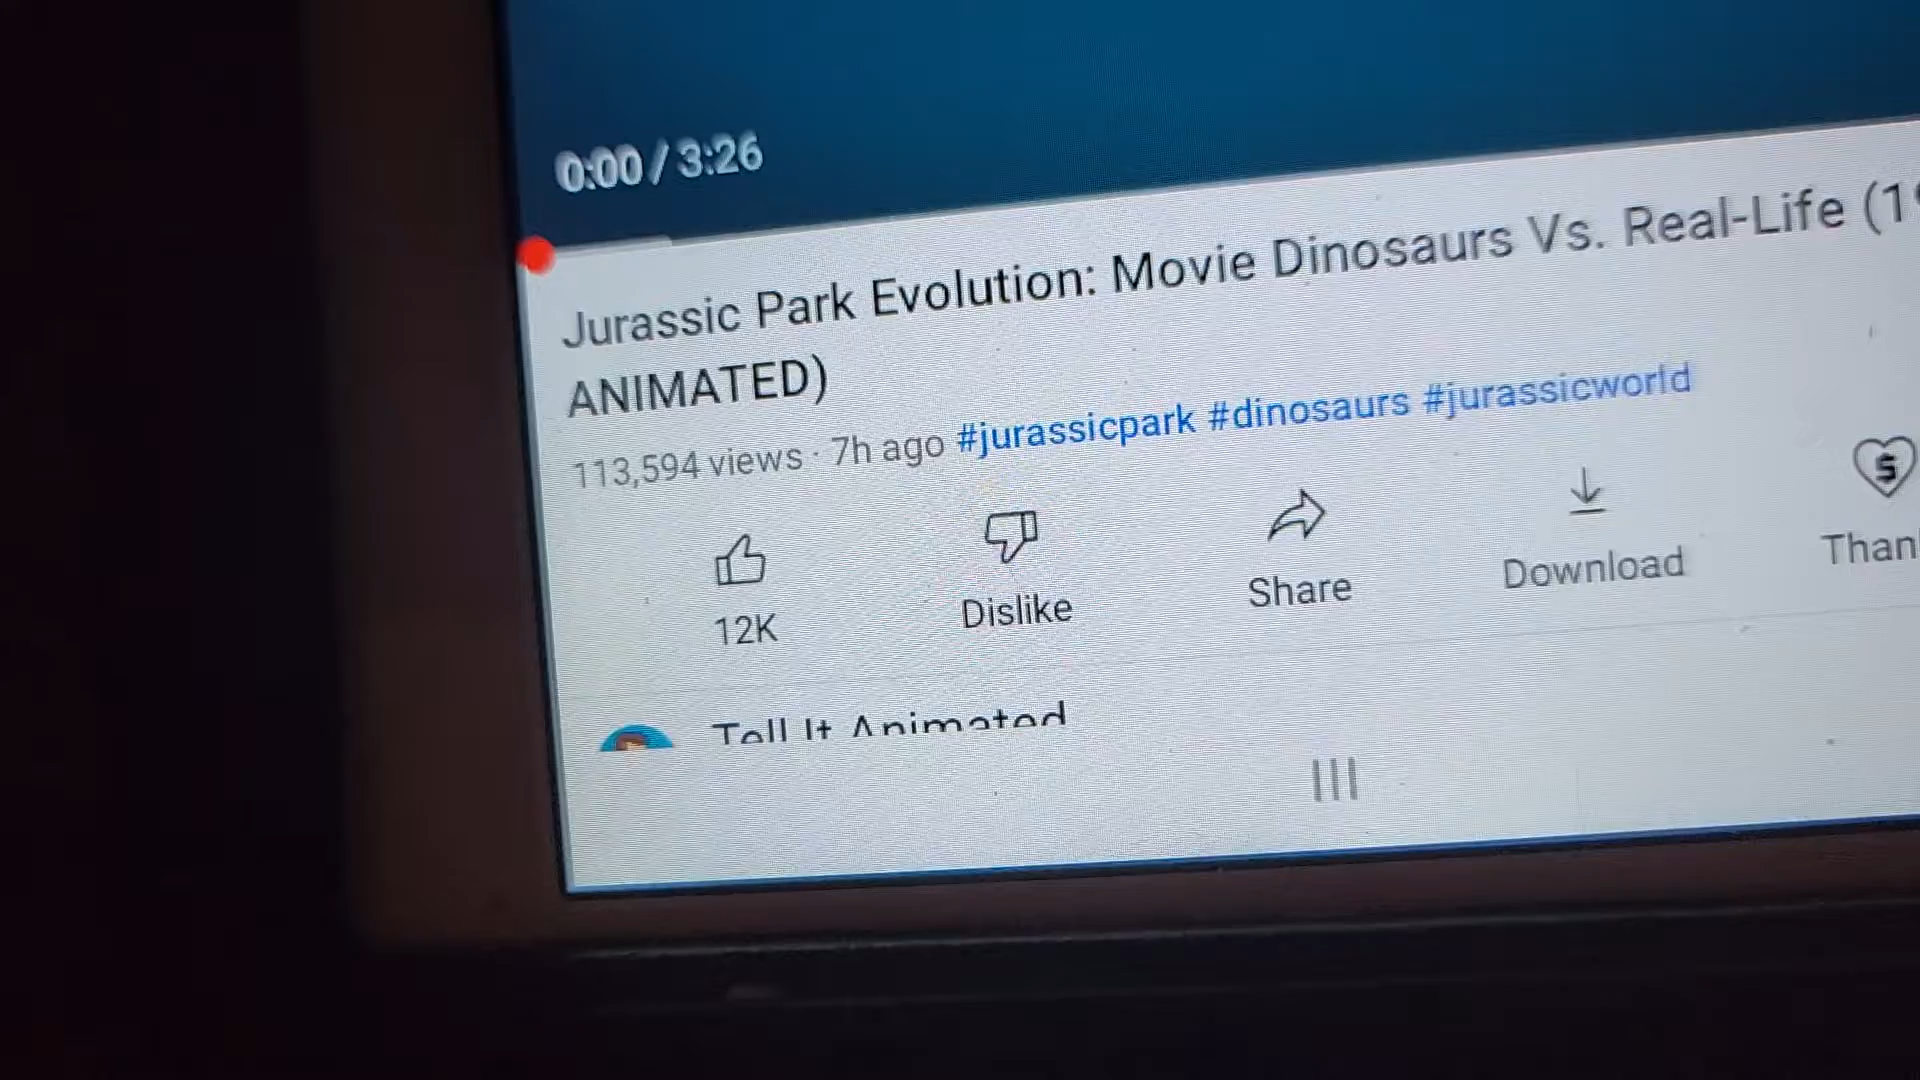 0:00 / 3:26
Jurassic Park Evolution: Movie Dinosaurs Vs. Real-Life
ANIMATED)
113,594 views · 7h ago #jurassicpark #dinosaurs #jurassicworld
12K
Dislike
Share
Download
Tell It Animated